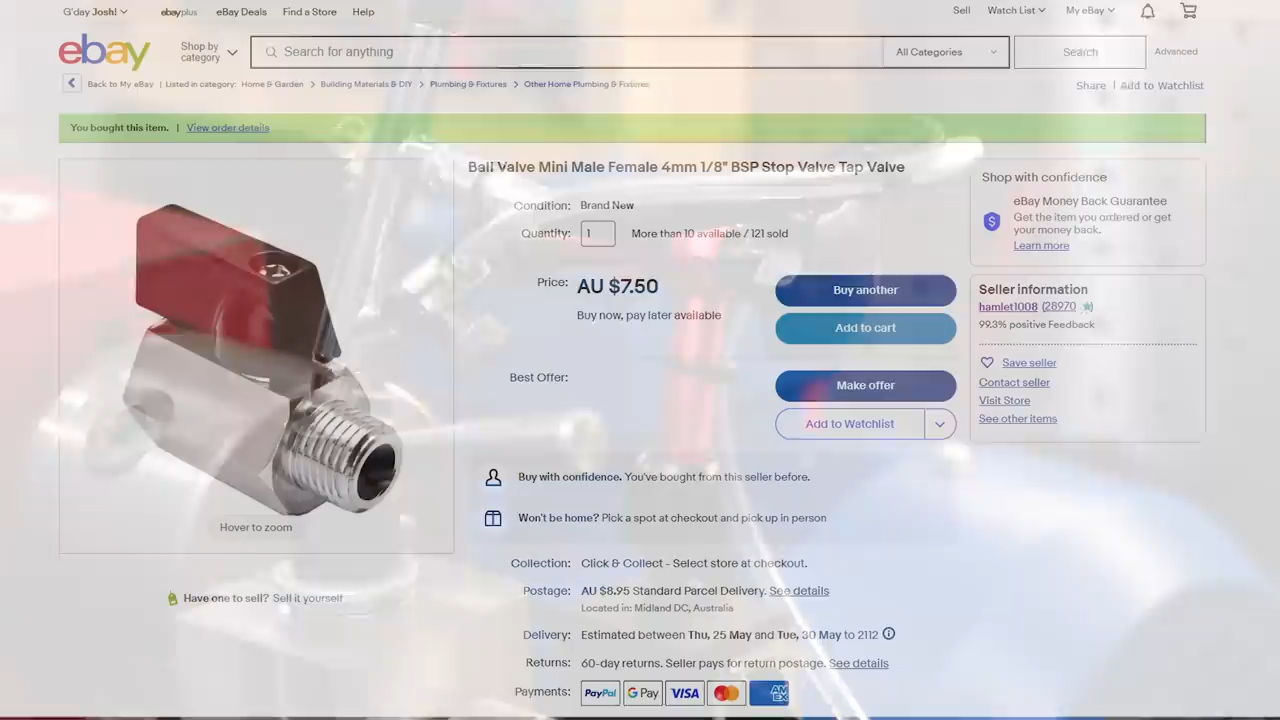 G'day Josh!
ebayplus
eBay Deals
Find a Store
Help
Sell
Watch List
My eBay
ebay
Shop by category
Search for anything
All Categories
Search
Advanced
Back to My eBay | Listed in category: Home & Garden > Building Materials & DIY > Plumbing & Fixtures > Other Home Plumbing & Fixtures
Share | Add to Watchlist
You bought this item. | View order details
Ball Valve Mini Male Female 4mm 1/8" BSP Stop Valve Tap Valve
Condition: Brand New
Quantity: 1 More than 10 available / 121 sold
Price: AU $7.50
Buy now, pay later available
Buy another
Add to cart
Best Offer:
Make offer
Add to Watchlist
Hover to zoom
Have one to sell? Sell it yourself
Buy with confidence. You've bought from this seller before.
Won't be home? Pick a spot at checkout and pick up in person
Collection: Click & Collect - Select store at checkout.
Postage: AU $8.95 Standard Parcel Delivery. See details
Located in: Midland DC, Australia
Delivery: Estimated between Thu, 25 May and Tue, 30 May to 2112
Returns: 60-day returns. Seller pays for return postage. See details
Payments: PayPal G Pay VISA AM EX
Shop with confidence
eBay Money Back Guarantee
Get the item you ordered or get
your money back.
Learn more
Seller information
hamlet1008 (28970)
99.3% positive Feedback
Save seller
Contact seller
Visit Store
See other items